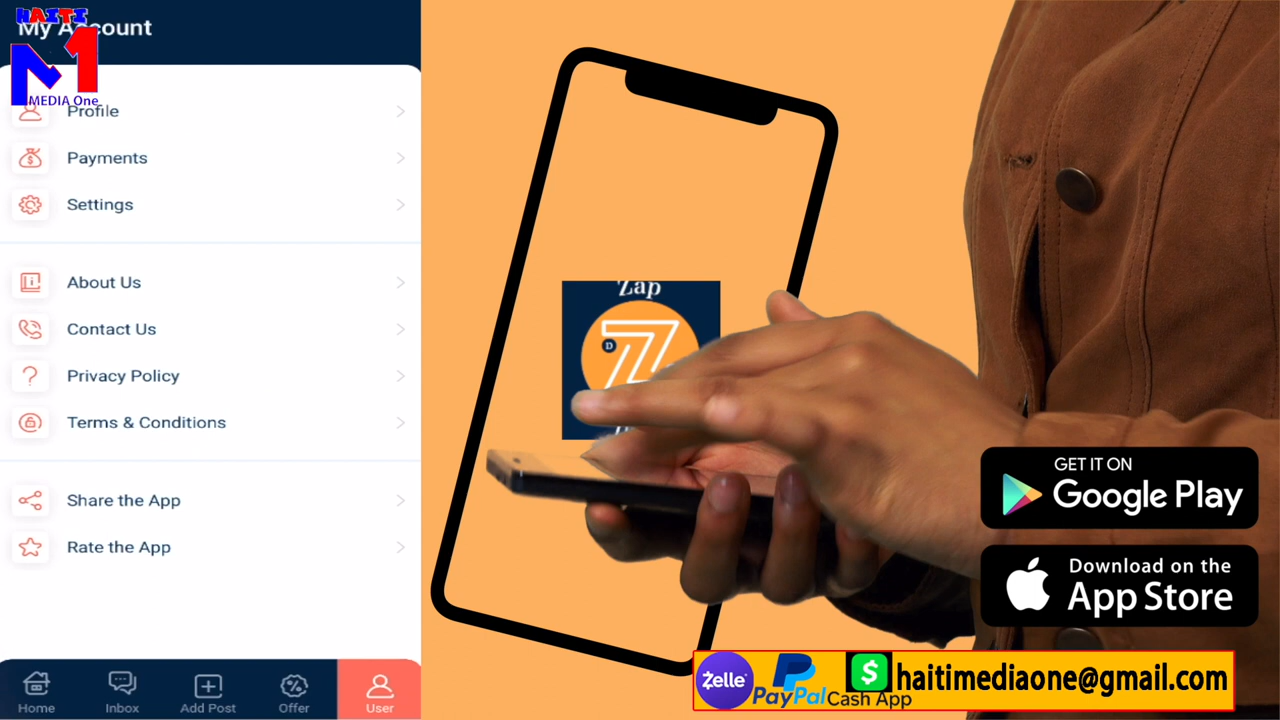 HAITI
My Account
M1
MEDIA One
Profile
Payments
Settings
About Us
Contact Us
Privacy Policy
Terms & Conditions
Share the App
Rate the App
Home
Inbox
Add Post
Offer
User
Zap
Z
D
GET IT ON
Google Play
Download on the
App Store
Zelle
PayPal
$
Cash App
haitimediaone@gmail.com